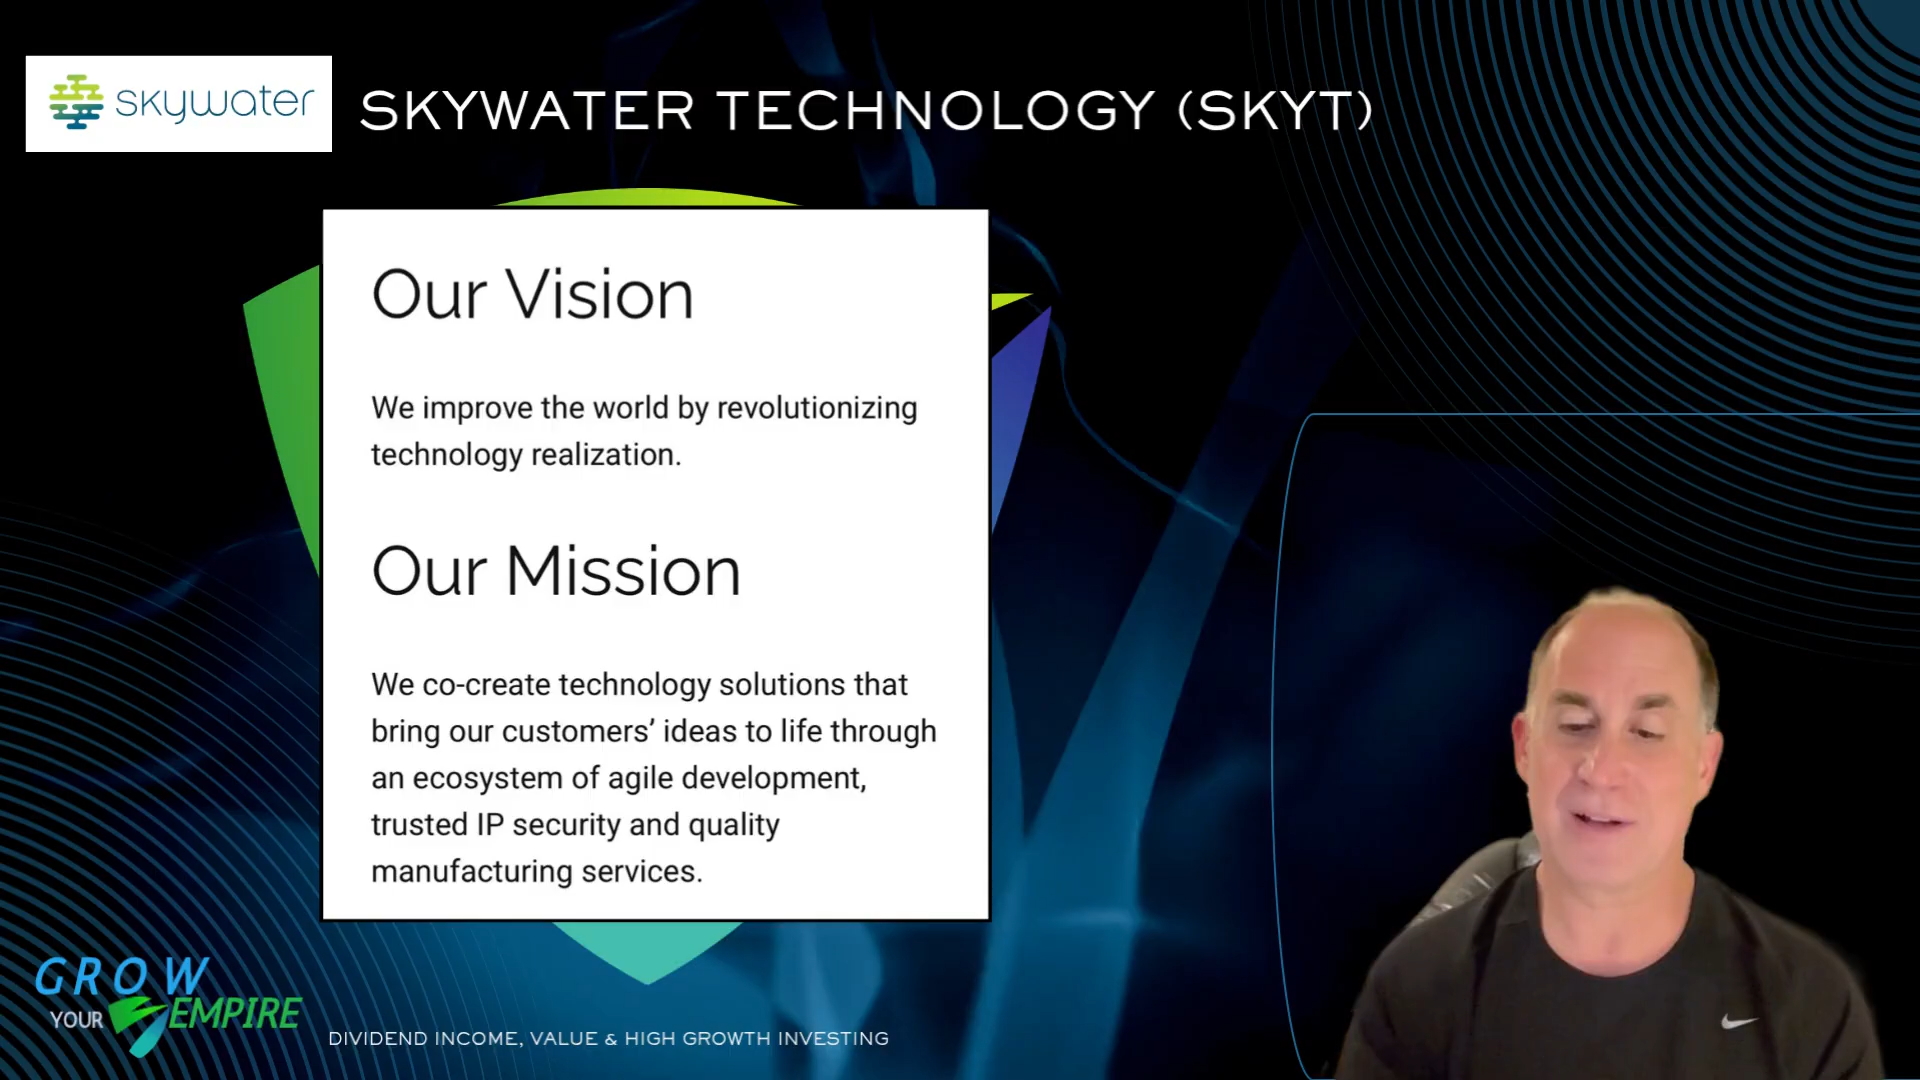 skywater
SKYWATER TECHNOLOGY (SKYT)
Our Vision
We improve the world by revolutionizing
technology realization.
Our Mission
We co-create technology solutions that
bring our customers’ ideas to life through
an ecosystem of agile development,
trusted IP security and quality
manufacturing services.
GROW
YOUR EMPIRE
DIVIDEND INCOME, VALUE & HIGH GROWTH INVESTING